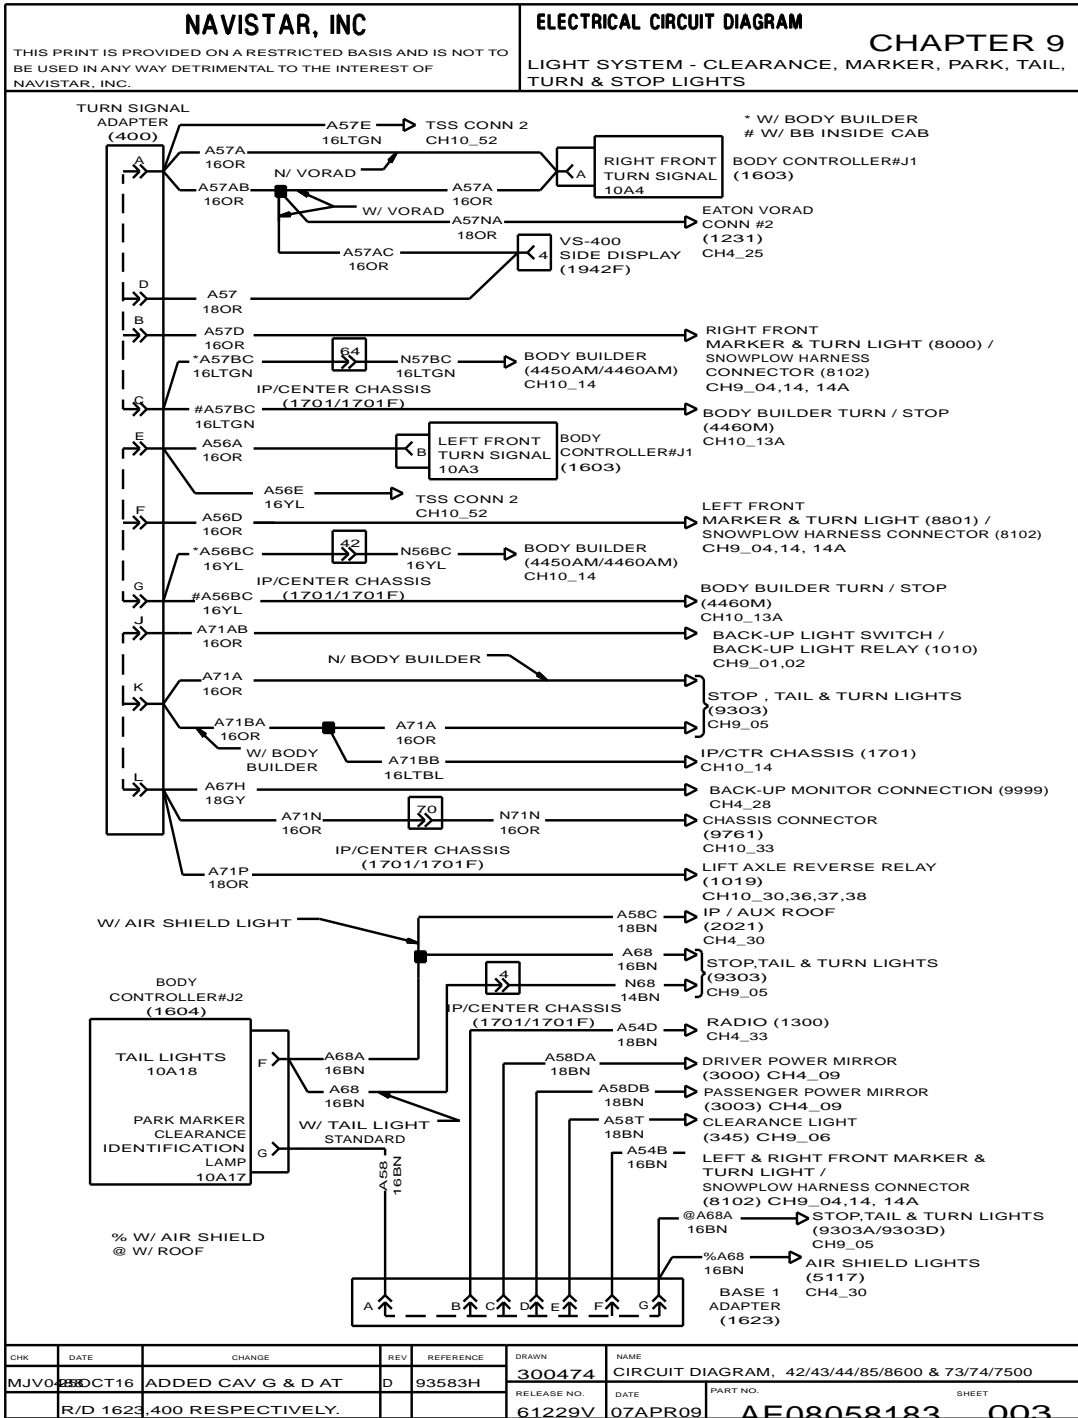 NAVISTAR, INC
THIS PRINT IS PROVIDED ON A RESTRICTED BASIS AND IS NOT TO
BE USED IN ANY WAY DETRIMENTAL TO THE INTEREST OF
NAVISTAR, INC.
ELECTRICAL CIRCUIT DIAGRAM
CHAPTER 9
LIGHT SYSTEM - CLEARANCE, MARKER, PARK, TAIL,
TURN & STOP LIGHTS
TURN SIGNAL
ADAPTER
(400)
* W/ BODY BUILDER
# W/ BB INSIDE CAB
A
A57E
16LTGN
TSS CONN 2
CH10_52
A57A
16OR
N/ VORAD
A57AB
16OR
W/ VORAD
A57A
16OR
A
RIGHT FRONT
TURN SIGNAL
10A4
BODY CONTROLLER#J1
(1603)
A57NA
18OR
EATON VORAD
CONN #2
(1231)
CH4_25
A57AC
16OR
4
VS-400
SIDE DISPLAY
(1942F)
D
A57
18OR
B
A57D
16OR
RIGHT FRONT
MARKER & TURN LIGHT (8000) /
SNOWPLOW HARNESS
CONNECTOR (8102)
CH9_04,14, 14A
*A57BC
16LTGN
64
IP/CENTER CHASSIS
(1701/1701F)
N57BC
16LTGN
BODY BUILDER
(4450AM/4460AM)
CH10_14
C
#A57BC
16LTGN
BODY BUILDER TURN / STOP
(4460M)
CH10_13A
E
A56A
16OR
B
LEFT FRONT
TURN SIGNAL
10A3
BODY
CONTROLLER#J1
(1603)
A56E
16YL
TSS CONN 2
CH10_52
F
A56D
16OR
LEFT FRONT
MARKER & TURN LIGHT (8801) /
SNOWPLOW HARNESS CONNECTOR (8102)
CH9_04,14, 14A
*A56BC
16YL
42
IP/CENTER CHASSIS
(1701/1701F)
N56BC
16YL
BODY BUILDER
(4450AM/4460AM)
CH10_14
G
#A56BC
16YL
BODY BUILDER TURN / STOP
(4460M)
CH10_13A
J
A71AB
16OR
BACK-UP LIGHT SWITCH /
BACK-UP LIGHT RELAY (1010)
CH9_01,02
N/ BODY BUILDER
K
A71A
16OR
STOP , TAIL & TURN LIGHTS
(9303)
CH9_05
A71BA
16OR
W/ BODY
BUILDER
A71A
16OR
A71BB
16LTBL
IP/CTR CHASSIS (1701)
CH10_14
L
A67H
18GY
BACK-UP MONITOR CONNECTION (9999)
CH4_28
A71N
16OR
70
IP/CENTER CHASSIS
(1701/1701F)
N71N
16OR
CHASSIS CONNECTOR
(9761)
CH10_33
A71P
18OR
LIFT AXLE REVERSE RELAY
(1019)
CH10_30,36,37,38
W/ AIR SHIELD LIGHT
A58C
18BN
IP / AUX ROOF
(2021)
CH4_30
A68
16BN
STOP,TAIL & TURN LIGHTS
(9303)
CH9_05
4
IP/CENTER CHASSIS
(1701/1701F)
N68
14BN
A54D
18BN
RADIO (1300)
CH4_33
BODY
CONTROLLER#J2
(1604)
TAIL LIGHTS
10A18
F
A68A
16BN
A68
16BN
W/ TAIL LIGHT
STANDARD
PARK MARKER
CLEARANCE
IDENTIFICATION
LAMP
10A17
G
A58
16BN
A58DA
18BN
DRIVER POWER MIRROR
(3000) CH4_09
A58DB
18BN
PASSENGER POWER MIRROR
(3003) CH4_09
A58T
18BN
CLEARANCE LIGHT
(345) CH9_06
A54B
16BN
LEFT & RIGHT FRONT MARKER &
TURN LIGHT /
SNOWPLOW HARNESS CONNECTOR
(8102) CH9_04,14, 14A
@A68A
16BN
STOP,TAIL & TURN LIGHTS
(9303A/9303D)
CH9_05
%A68
16BN
AIR SHIELD LIGHTS
(5117)
CH4_30
% W/ AIR SHIELD
@ W/ ROOF
A B C D E F G
BASE 1
ADAPTER
(1623)
CHK DATE CHANGE REV REFERENCE
DRAWN
300474
NAME
CIRCUIT DIAGRAM, 42/43/44/85/8600 & 73/74/7500
OCT16 ADDED CAV G & D AT D 93583H
R/D 1623,400 RESPECTIVELY.
RELEASE NO.
61229V
DATE
07APR09
PART NO.
AE08058183
SHEET
003